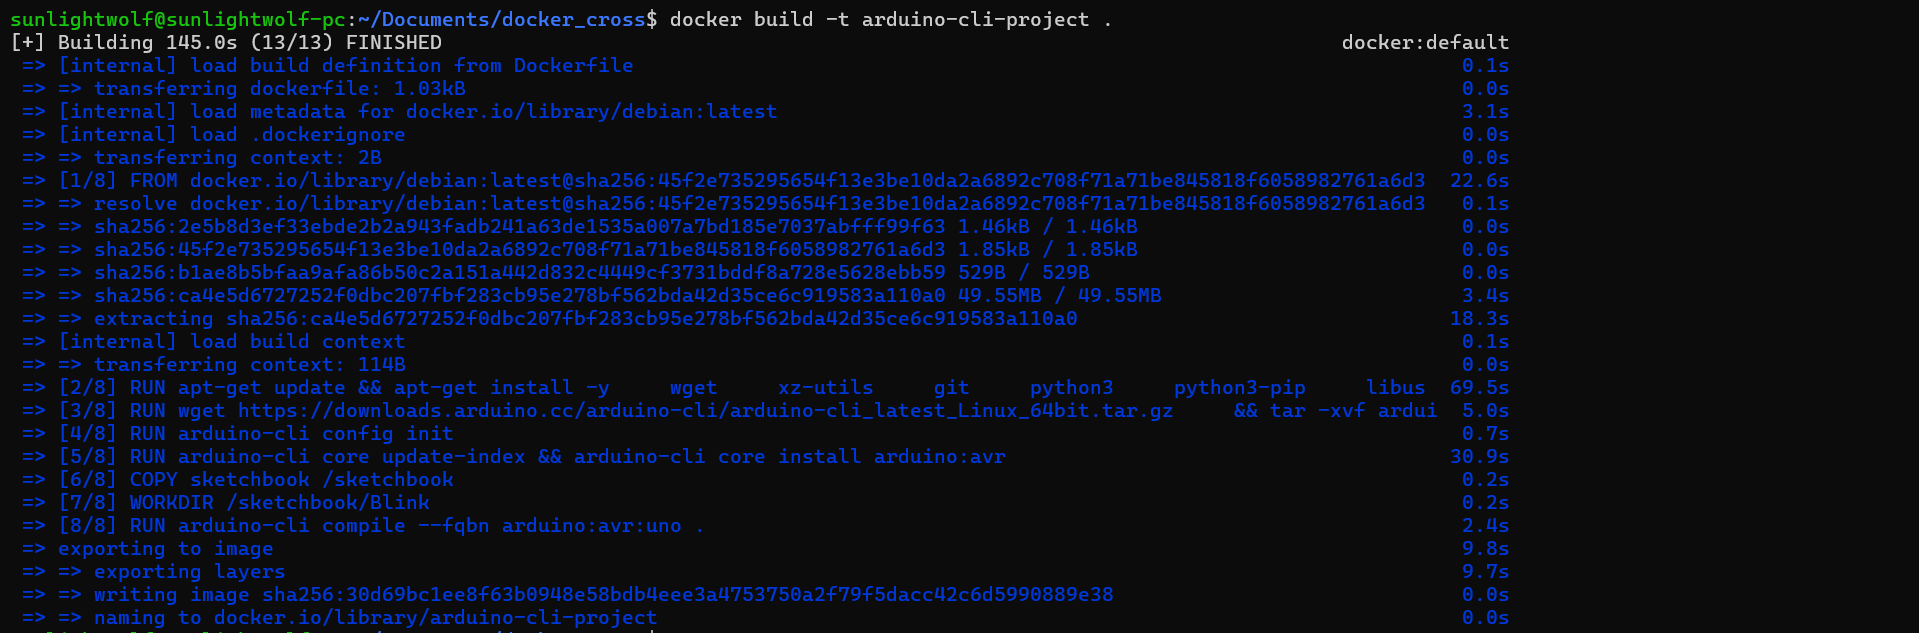 sunlightwolf@sunlightwolf-pc:~/Documents/docker_cross$ docker build -t arduino-cli-project .
[+] Building 145.0s (13/13) FINISHED docker:default
=> [internal] load build definition from Dockerfile 0.1s
=> => transferring dockerfile: 1.03kB 0.0s
=> [internal] load metadata for docker.io/library/debian:latest 3.1s
=> [internal] load .dockerignore 0.0s
=> => transferring context: 2B 0.0s
=> [1/8] FROM docker.io/library/debian:latest@sha256:45f2e735295654f13e3be10da2a6892c708f71a71be845818f6058982761a6d3 22.6s
=> => resolve docker.io/library/debian:latest@sha256:45f2e735295654f13e3be10da2a6892c708f71a71be845818f6058982761a6d3 0.1s
=> => sha256:2e5b8d3ef33ebde2b2a943fadb241a63de1535a007a7bd185e7037abfff99f63 1.46kB / 1.46kB 0.0s
=> => sha256:45f2e735295654f13e3be10da2a6892c708f71a71be845818f6058982761a6d3 1.85kB / 1.85kB 0.0s
=> => sha256:b1ae8b5bfaa9afa86b50c2a151a442d832c4449cf3731bddf8a728e5628ebb59 529B / 529B 0.0s
=> => sha256:ca4e5d6727252f0dbc207fbf283cb95e278bf562bda42d35ce6c919583a110a0 49.55MB / 49.55MB 3.4s
=> => extracting sha256:ca4e5d6727252f0dbc207fbf283cb95e278bf562bda42d35ce6c919583a110a0 18.3s
=> [internal] load build context 0.1s
=> => transferring context: 114B 0.0s
=> [2/8] RUN apt-get update && apt-get install -y     wget     xz-utils     git     python3     python3-pip     libus 69.5s
=> [3/8] RUN wget https://downloads.arduino.cc/arduino-cli/arduino-cli_latest_Linux_64bit.tar.gz     && tar -xvf ardui 5.0s
=> [4/8] RUN arduino-cli config init 0.7s
=> [5/8] RUN arduino-cli core update-index && arduino-cli core install arduino:avr 30.9s
=> [6/8] COPY sketchbook /sketchbook 0.2s
=> [7/8] WORKDIR /sketchbook/Blink 0.2s
=> [8/8] RUN arduino-cli compile --fqbn arduino:avr:uno . 2.4s
=> exporting to image 9.8s
=> => exporting layers 9.7s
=> => writing image sha256:30d69bc1ee8f63b0948e58bdb4eee3a4753750a2f79f5dacc42c6d5990889e38 0.0s
=> => naming to docker.io/library/arduino-cli-project 0.0s